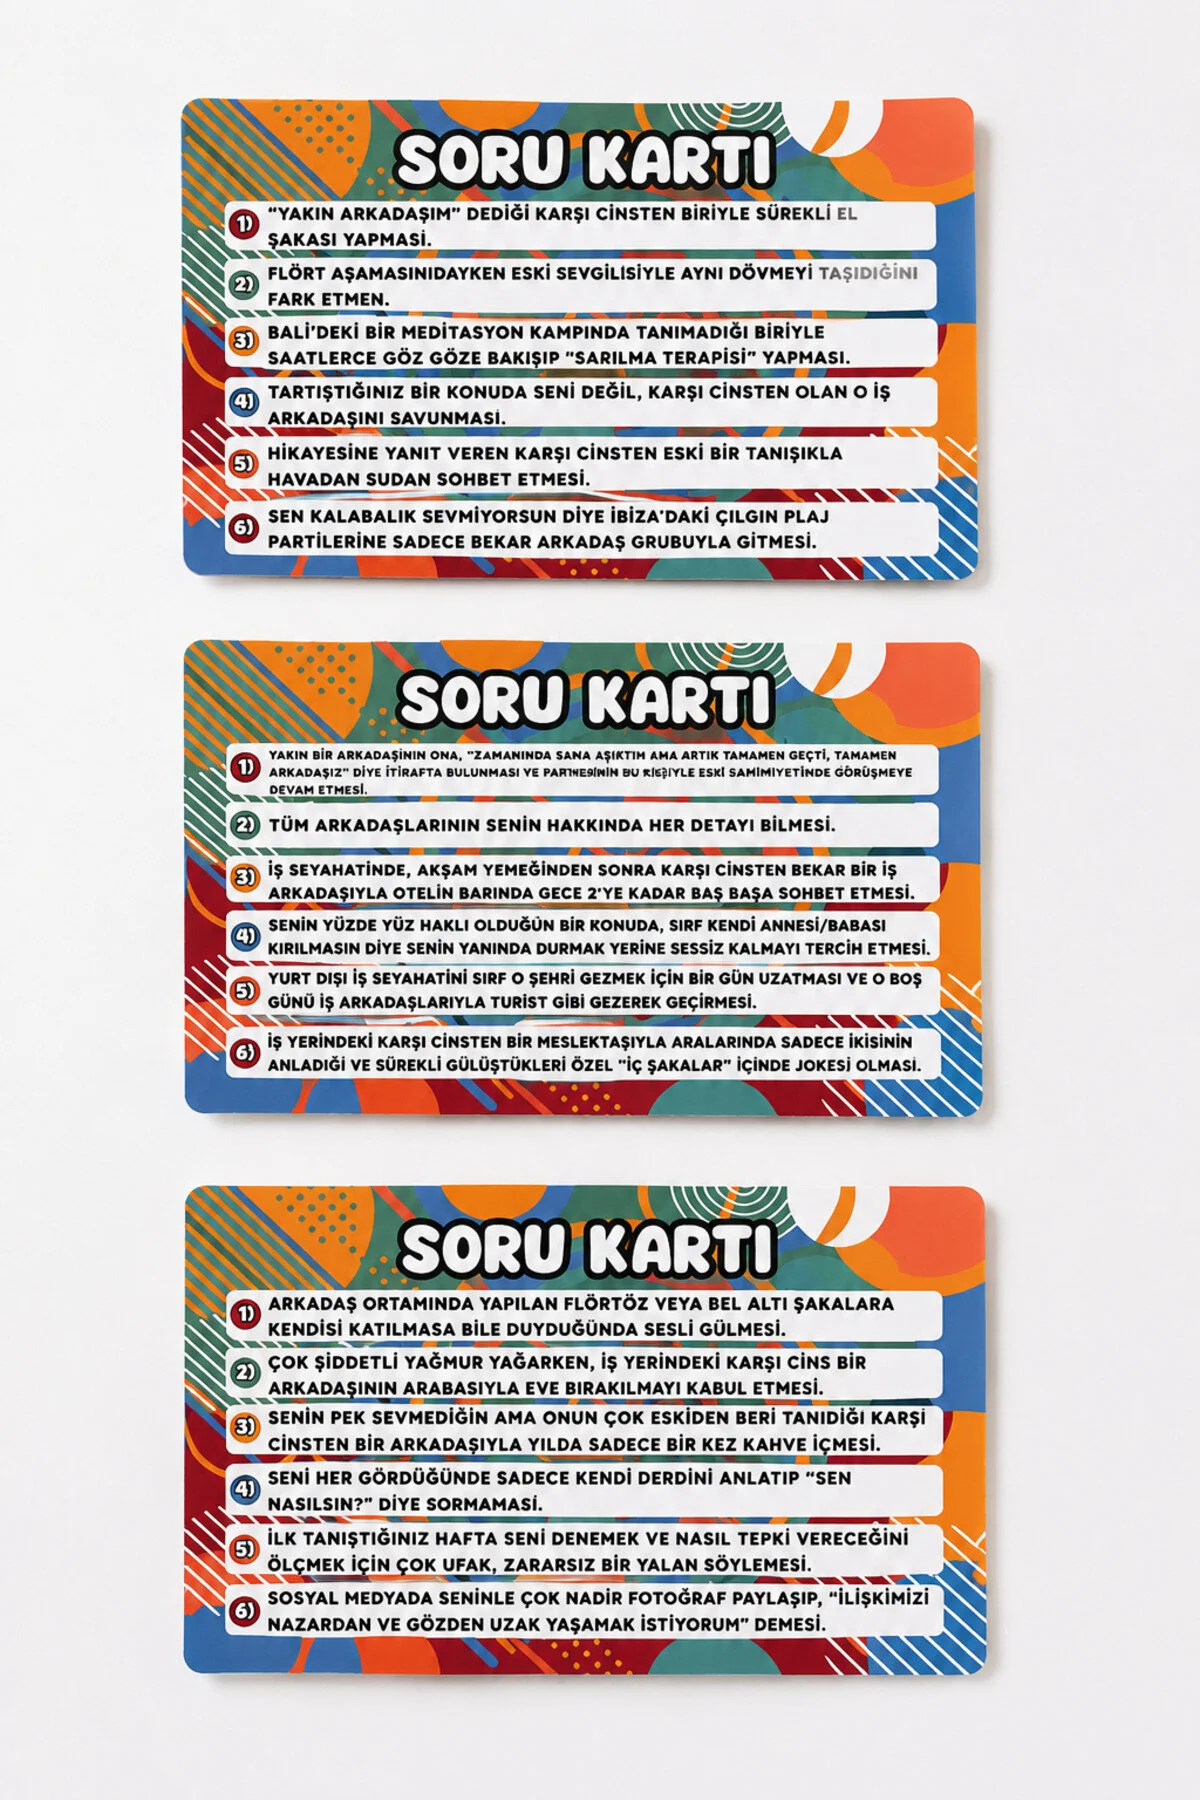 SORU KARTI
1) "YAKIN ARKADAŞIM" DEDİĞİ KARŞI CİNSTEN BİRİYLE SÜREKLİ EL
ŞAKASI YAPMASİ.
2) FLÖRT AŞAMASINIDAYKEN ESKİ SEVGİLİSİYLE AYNI DÖVMEYİ TAŞIDIĞİNI
FARK ETMEN.
3) BALİ'DEKİ BİR MEDİTASYON KAMPINDA TANIMADIĞI BİRİYLE
SAATLERCE GÖZ GÖZE BAKIŞIP "SARILMA TERAPİSİ" YAPMASI.
4) TARTIŞTIĞINIZ BİR KONUDA SENİ DEĞİL, KARŞI CİNSTEN OLAN O İŞ
ARKADAŞINI SAVUNMASI.
5) HİKAYESİNE YANIT VEREN KARŞI CİNSTEN ESKİ BİR TANIŞIKLA
HAVADAN SUDAN SOHBET ETMESİ.
6) SEN KALABALIK SEVMİYORSUN DİYE İBİZA'DAKİ ÇILGIN PLAJ
PARTİLERİNE SADECE BEKAR ARKADAŞ GRUBUYLA GİTMESİ.
SORU KARTI
1) YAKIN BİR ARKADAŞİNIN ONA, "ZAMANINDA SANA AŞIKTIM AMA ARTIK TAMAMEN GEÇTİ, TAMAMEN
ARKADAŞIZ" DİYE İTİRAFTA BULUNMASI VE PARTNERİNİN BU KİŞİYLE ESKİ SAMİMİYETİNDE GÖRÜŞMEYE
DEVAM ETMESİ.
2) TÜM ARKADAŞLARININ SENİN HAKKINDA HER DETAYI BİLMESİ.
3) İŞ SEYAHATİNDE, AKŞAM YEMEĞİNDEN SONRA KARŞI CİNSTEN BEKAR BİR İŞ
ARKADAŞIYLA OTELİN BARINDA GECE 2'YE KADAR BAŞ BAŞA SOHBET ETMESİ.
4) SENİN YÜZDE YÜZ HAKLI OLDUĞUN BİR KONUDA, SIRF KENDİ ANNESİ/BABASI
KIRILMASIN DİYE SENİN YANINDA DURMAK YERİNE SESSİZ KALMAYI TERCİH ETMESİ.
5) YURT DIŞI İŞ SEYAHATİNİ SIRF O ŞEHRİ GEZMEK İÇİN BİR GÜN UZATMASI VE O BOŞ
GÜNÜ İŞ ARKADAŞLARIYLA TURİST GİBİ GEZEREK GEÇİRMESİ.
6) İŞ YERİNDEKİ KARŞI CİNSTEN BİR MESLEKTAŞIYLA ARALARINDA SADECE İKİSİNİN
ANLADIĞI VE SÜREKLİ GÜLÜŞTÜKLERİ ÖZEL "İÇ ŞAKALAR" İÇİNDE JOKESİ OLMASI.
SORU KARTI
1) ARKADAŞ ORTAMINDA YAPILAN FLÖRTÖZ VEYA BEL ALTI ŞAKALARA
KENDİSİ KATILMASA BİLE DUYDUĞUNDA SESLİ GÜLMESİ.
2) ÇOK ŞİDDETLİ YAĞMUR YAĞARKEN, İŞ YERİNDEKİ KARŞI CİNS BİR
ARKADAŞININ ARABASIYLA EVE BIRAKILMAYI KABUL ETMESİ.
3) SENİN PEK SEVMEDİĞİN AMA ONUN ÇOK ESKİDEN BERİ TANIDIĞI KARŞİ
CİNSTEN BİR ARKADAŞIYLA YILDA SADECE BİR KEZ KAHVE İÇMESİ.
4) SENİ HER GÖRDÜĞÜNDE SADECE KENDİ DERDİNİ ANLATIP "SEN
NASILSIN?" DİYE SORMAMASİ.
5) İLK TANIŞTIĞINIZ HAFTA SENİ DENEMEK VE NASIL TEPKİ VERECEĞİNİ
ÖLÇMEK İÇİN ÇOK UFAK, ZARARSIZ BİR YALAN SÖYLEMESİ.
6) SOSYAL MEDYADA SENİNLE ÇOK NADİR FOTOĞRAF PAYLAŞIP, "İLİŞKİMİZİ
NAZARDAN VE GÖZDEN UZAK YAŞAMAK İSTİYORUM" DEMESİ.